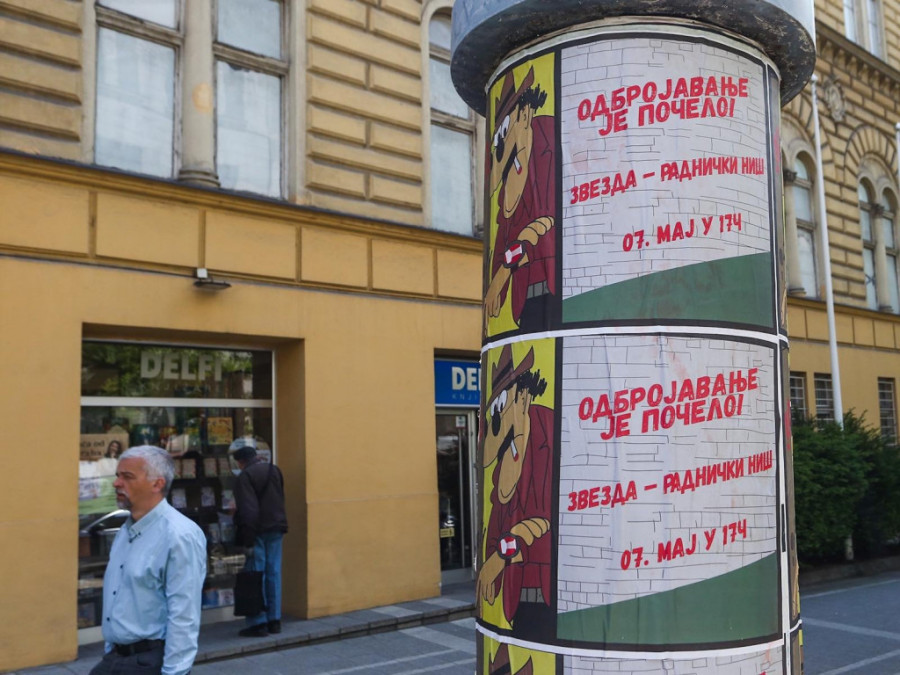 ОДБРОЈАВАЊЕ
ЈЕ ПОЧЕЛО!
ЗВЕЗДА – РАДНИЧКИ НИШ
07. МАЈ У 17Ч
ОДБРОЈАВАЊЕ
ЈЕ ПОЧЕЛО!
ЗВЕЗДА – РАДНИЧКИ НИШ
07. МАЈ У 17Ч
DELFI